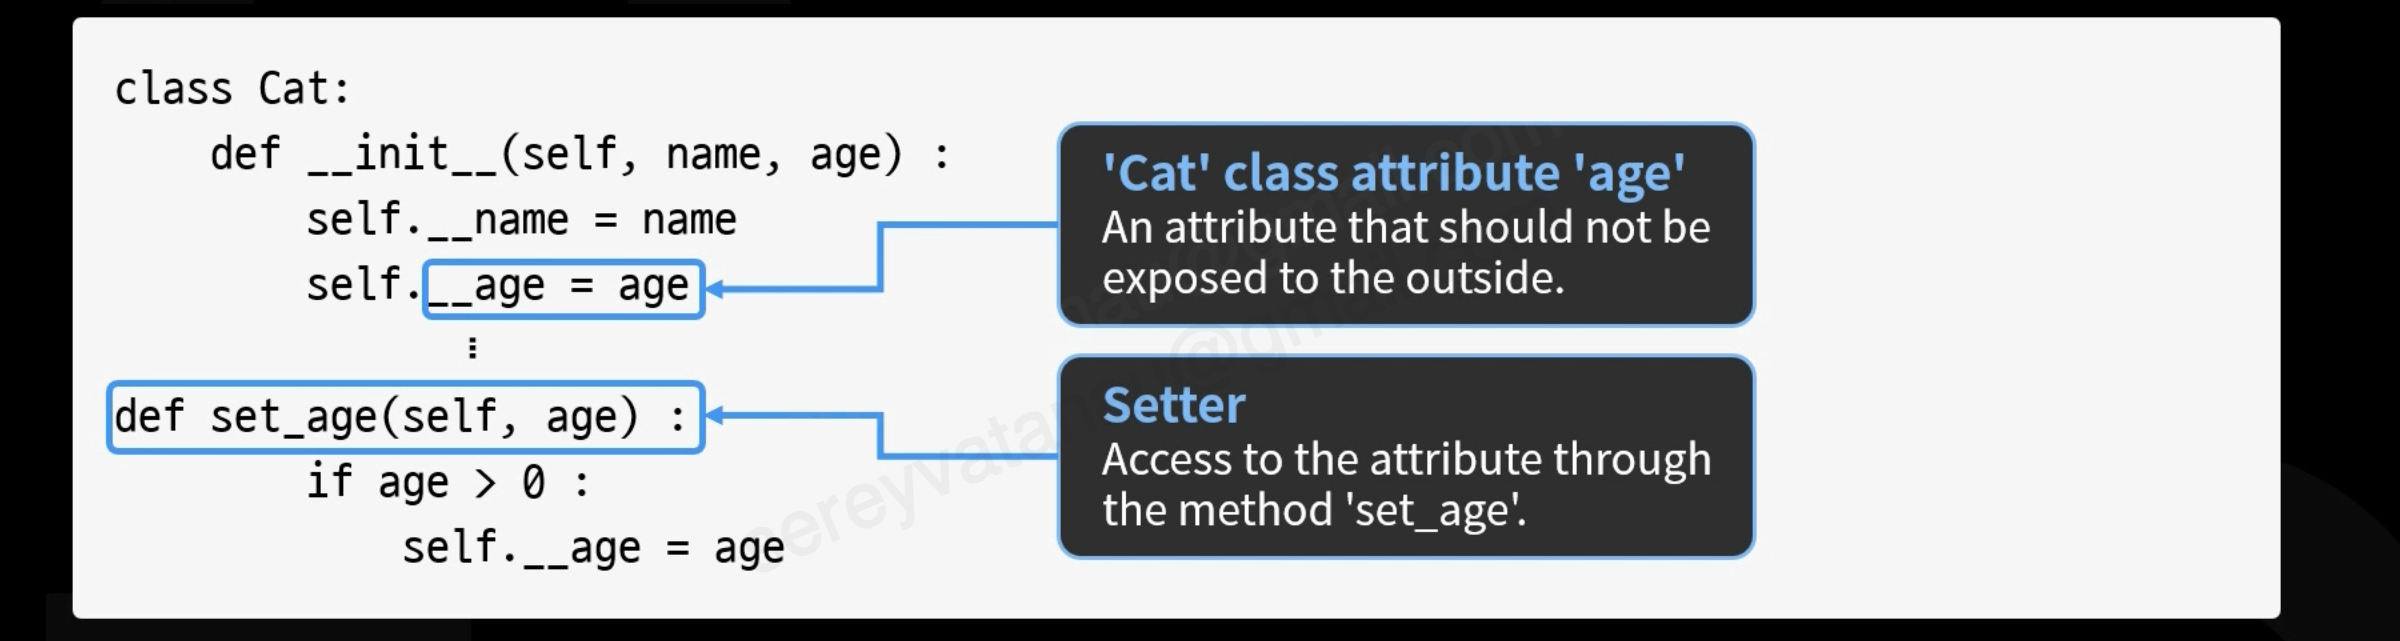 class Cat:
def __init__(self, name, age) :
self.__name = name
self.__age = age
⋮
def set_age(self, age) :
if age > 0 :
self.__age = age
'Cat' class attribute 'age'
An attribute that should not be
exposed to the outside.
Setter
Access to the attribute through
the method 'set_age'.